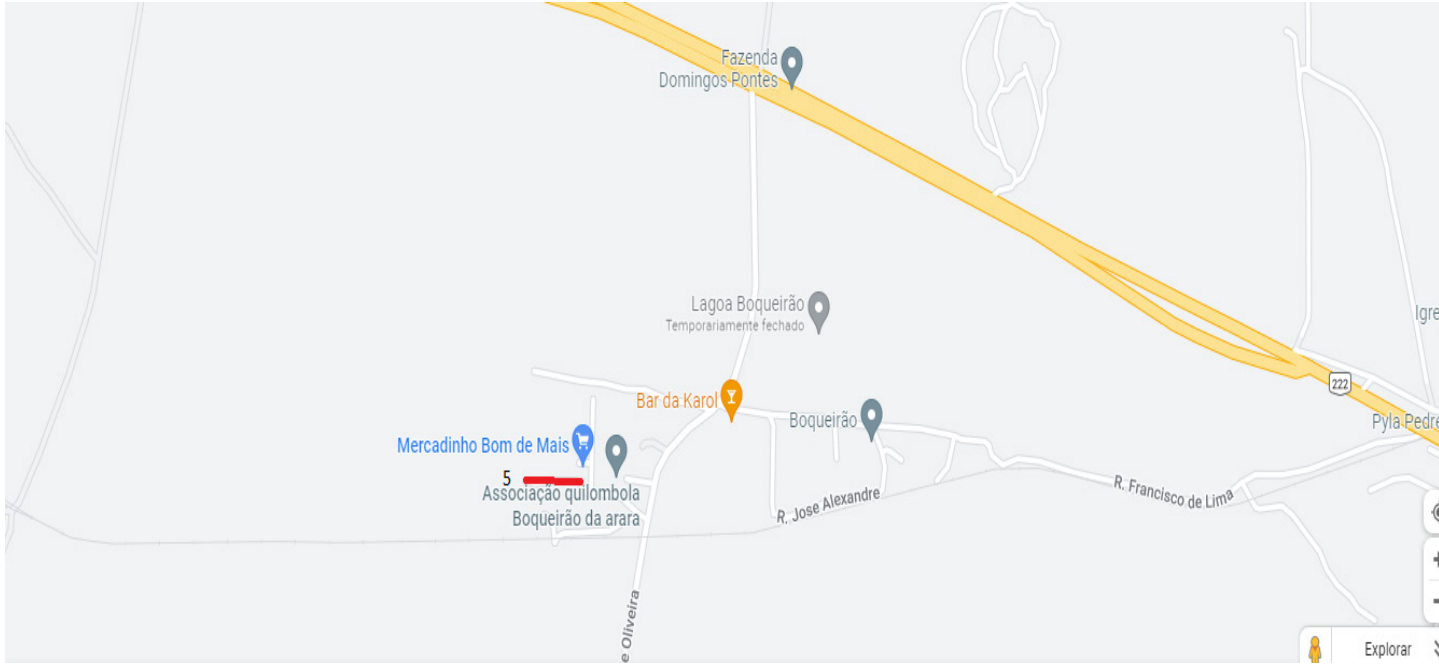 Fazenda
Domingos Pontes
Lagoa Boqueirão
Temporariamente fechado
Igre
222
Bar da Karol
Boqueirão
Pyla Pedre
Mercadinho Bom de Mais
5
Associação quilombola
Boqueirão da arara
R. Jose Alexandre
R. Francisco de Lima
e Oliveira
Explorar